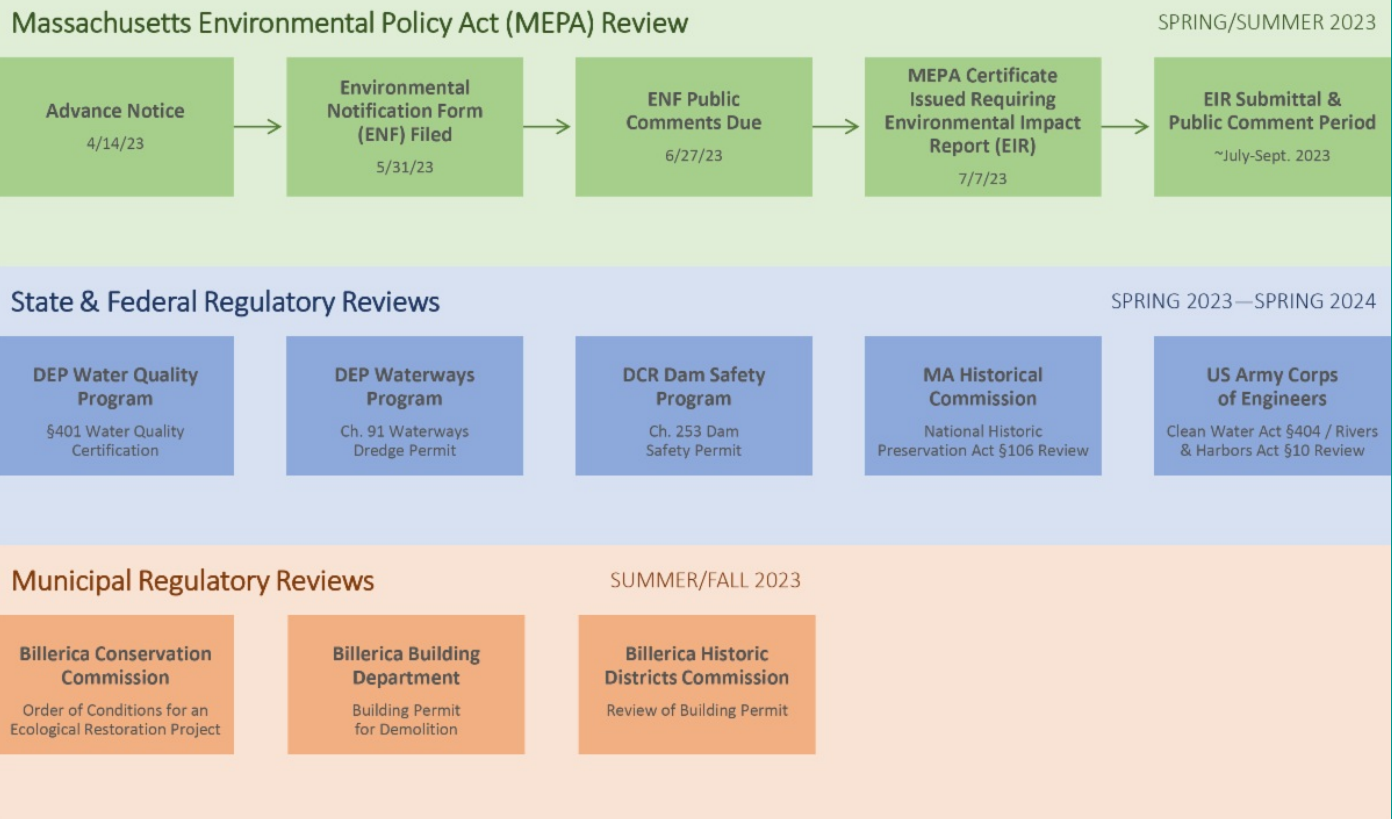 Massachusetts Environmental Policy Act (MEPA) Review
SPRING/SUMMER 2023
Advance Notice
4/14/23
Environmental
Notification Form
(ENF) Filed
5/31/23
ENF Public
Comments Due
6/27/23
MEPA Certificate
Issued Requiring
Environmental Impact
Report (EIR)
7/7/23
EIR Submittal &
Public Comment Period
~July-Sept. 2023
State & Federal Regulatory Reviews
SPRING 2023—SPRING 2024
DEP Water Quality
Program
§401 Water Quality
Certification
DEP Waterways
Program
Ch. 91 Waterways
Dredge Permit
DCR Dam Safety
Program
Ch. 253 Dam
Safety Permit
MA Historical
Commission
National Historic
Preservation Act §106 Review
US Army Corps
of Engineers
Clean Water Act §404 / Rivers
& Harbors Act §10 Review
Municipal Regulatory Reviews
SUMMER/FALL 2023
Billerica Conservation
Commission
Order of Conditions for an
Ecological Restoration Project
Billerica Building
Department
Building Permit
for Demolition
Billerica Historic
Districts Commission
Review of Building Permit